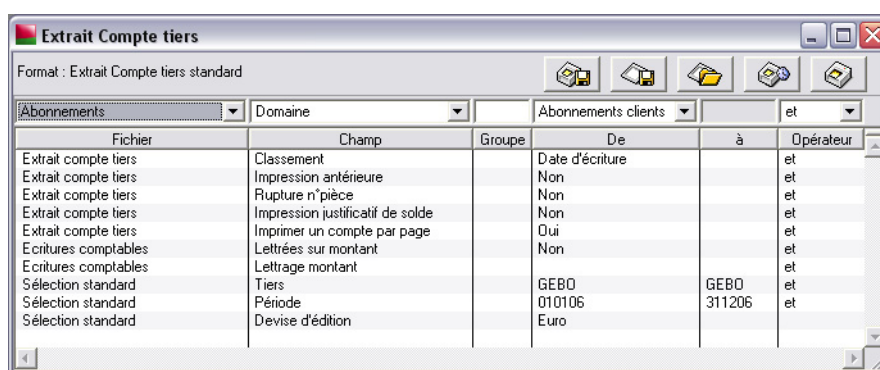 Extrait Compte tiers
Format : Extrait Compte tiers standard
Abonnements Domaine Abonnements clients et
Fichier Champ Groupe De à Opérateur
Extrait compte tiers Classement Date d'écriture et
Extrait compte tiers Impression antérieure Non et
Extrait compte tiers Rupture n°pièce Non et
Extrait compte tiers Impression justificatif de solde Non et
Extrait compte tiers Imprimer un compte par page Oui et
Ecritures comptables Lettrées sur montant Non et
Ecritures comptables Lettrage montant et
Sélection standard Tiers GEBO GEBO et
Sélection standard Période 010106 311206 et
Sélection standard Devise d'édition Euro